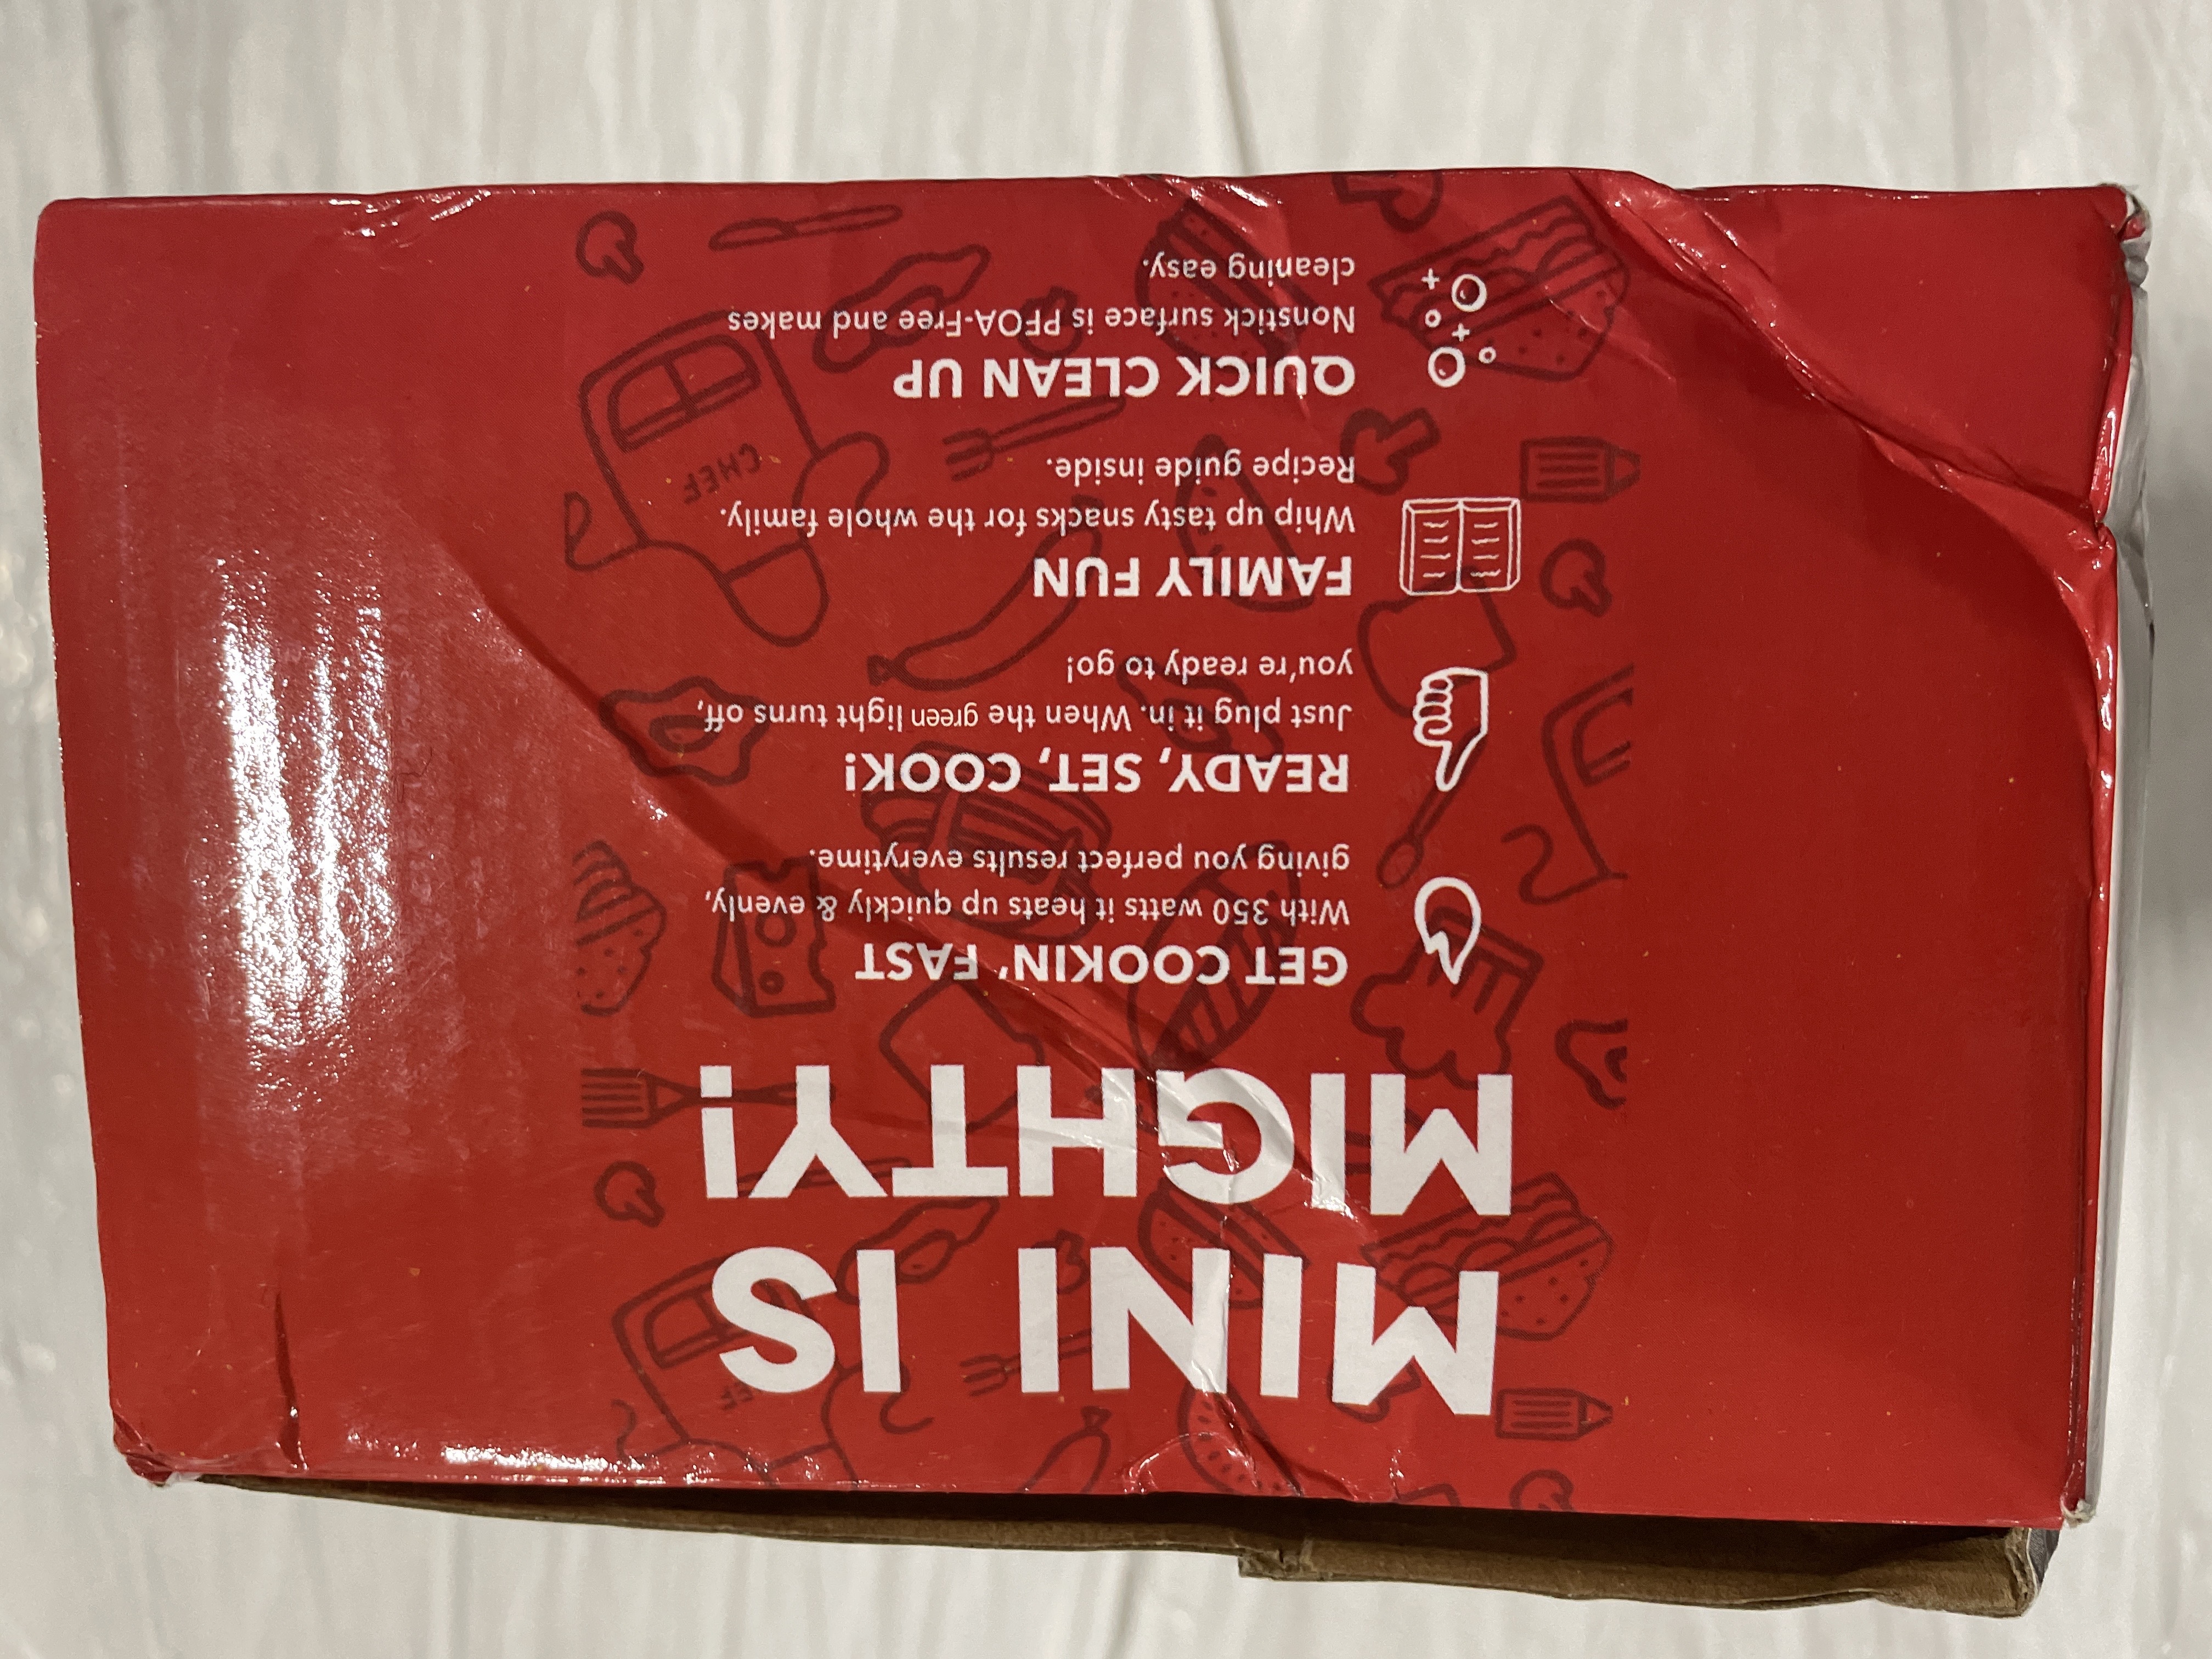 MINI IS
MIGHTY!
GET COOKIN' FAST
With 350 watts it heats up quickly & evenly,
giving you perfect results everytime.
READY, SET, COOK!
Just plug it in. When the green light turns off,
you're ready to go!
FAMILY FUN
Whip up tasty snacks for the whole family.
Recipe guide inside.
QUICK CLEAN UP
Nonstick surface is PFOA-Free and makes
cleaning easy.
CHEF
EF